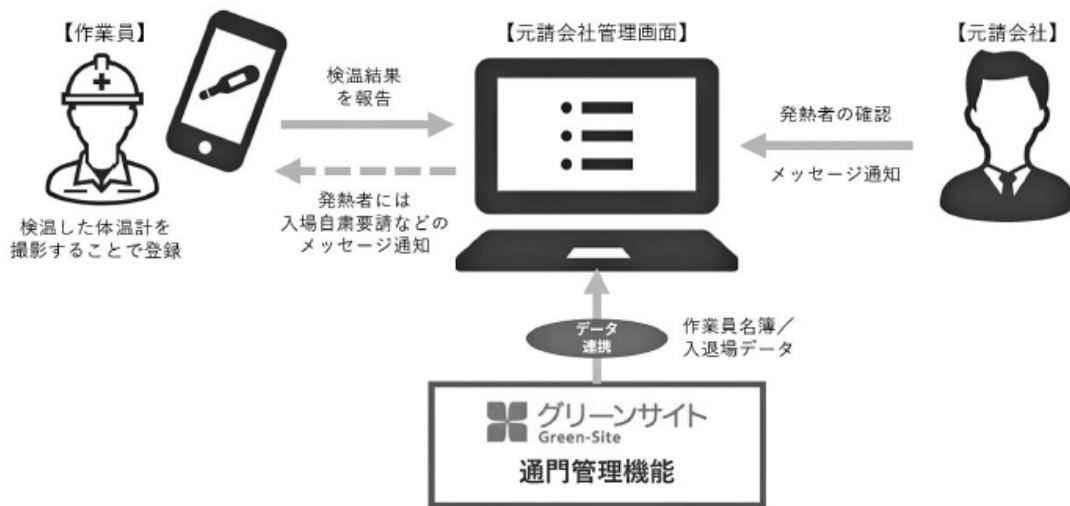 【作業員】
検温した体温計を
撮影することで登録
検温結果
を報告
発熱者には
入場自粛要請などの
メッセージ通知
【元請会社管理画面】
【元請会社】
発熱者の確認
メッセージ通知
データ
連携
作業員名簿／
入退場データ
グリーンサイト
Green-Site
通門管理機能